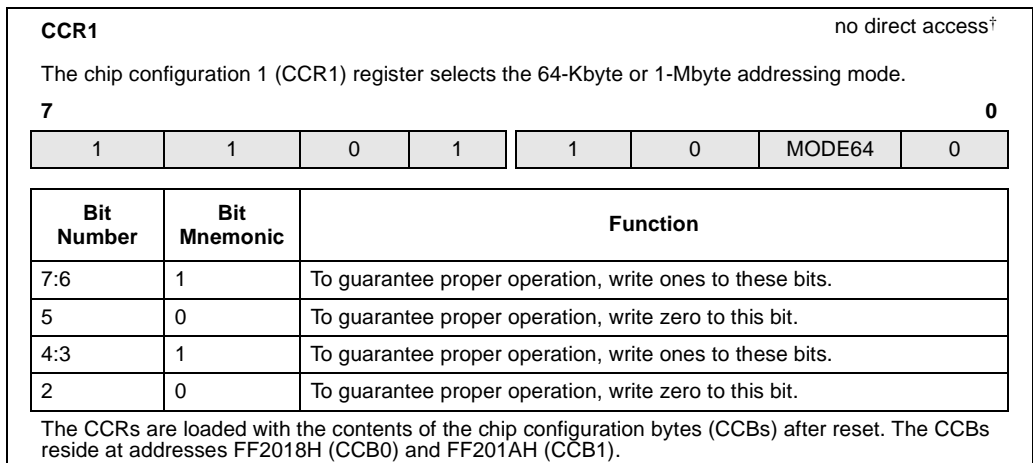 CCR1 no direct access†
The chip configuration 1 (CCR1) register selects the 64-Kbyte or 1-Mbyte addressing mode.
7 0
1 1 0 1 1 0 MODE64 0
Bit Number Bit Mnemonic Function
7:6 1 To guarantee proper operation, write ones to these bits.
5 0 To guarantee proper operation, write zero to this bit.
4:3 1 To guarantee proper operation, write ones to these bits.
2 0 To guarantee proper operation, write zero to this bit.
The CCRs are loaded with the contents of the chip configuration bytes (CCBs) after reset. The CCBs
reside at addresses FF2018H (CCB0) and FF201AH (CCB1).